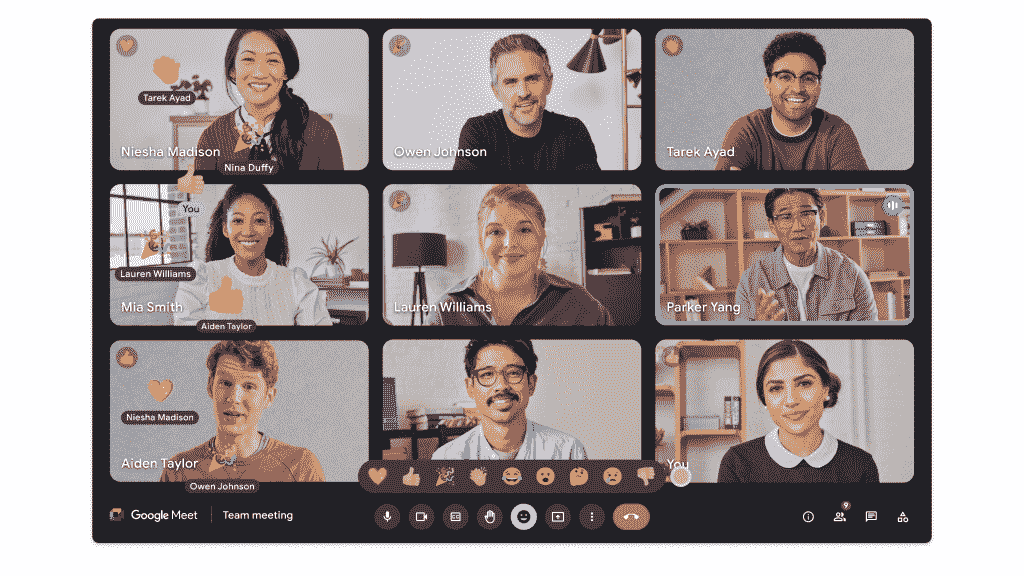 Tarek Ayad
Niesha Madison
Nina Duffy
Owen Johnson
Tarek Ayad
You
Lauren Williams
Mia Smith
Aiden Taylor
Lauren Williams
Parker Yang
Niesha Madison
Aiden Taylor
Owen Johnson
You
Google Meet
Team meeting
9